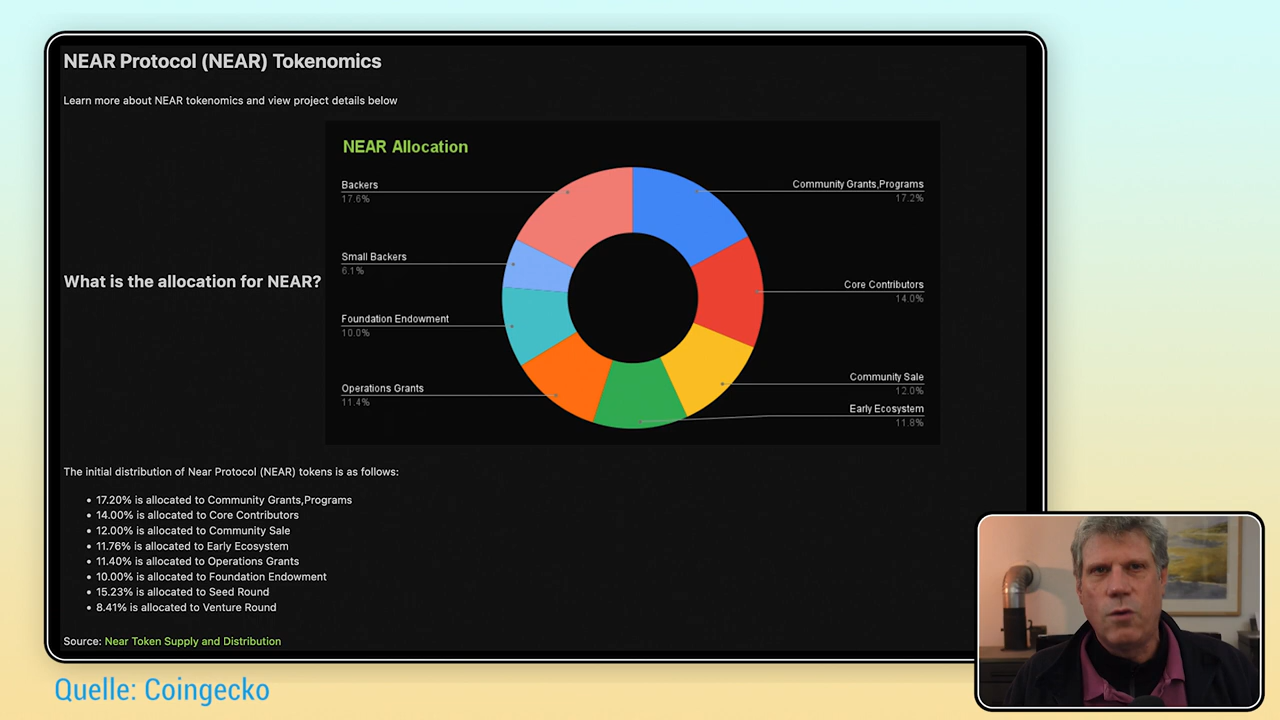 NEAR Protocol (NEAR) Tokenomics
Learn more about NEAR tokenomics and view project details below
NEAR Allocation
Backers
17.6%
Community Grants,Programs
17.2%
Small Backers
6.1%
What is the allocation for NEAR?
Core Contributors
14.0%
Foundation Endowment
10.0%
Community Sale
12.0%
Operations Grants
11.4%
Early Ecosystem
11.8%
The initial distribution of Near Protocol (NEAR) tokens is as follows:
• 17.20% is allocated to Community Grants,Programs
• 14.00% is allocated to Core Contributors
• 12.00% is allocated to Community Sale
• 11.76% is allocated to Early Ecosystem
• 11.40% is allocated to Operations Grants
• 10.00% is allocated to Foundation Endowment
• 15.23% is allocated to Seed Round
• 8.41% is allocated to Venture Round
Source: Near Token Supply and Distribution
Quelle: Coingecko